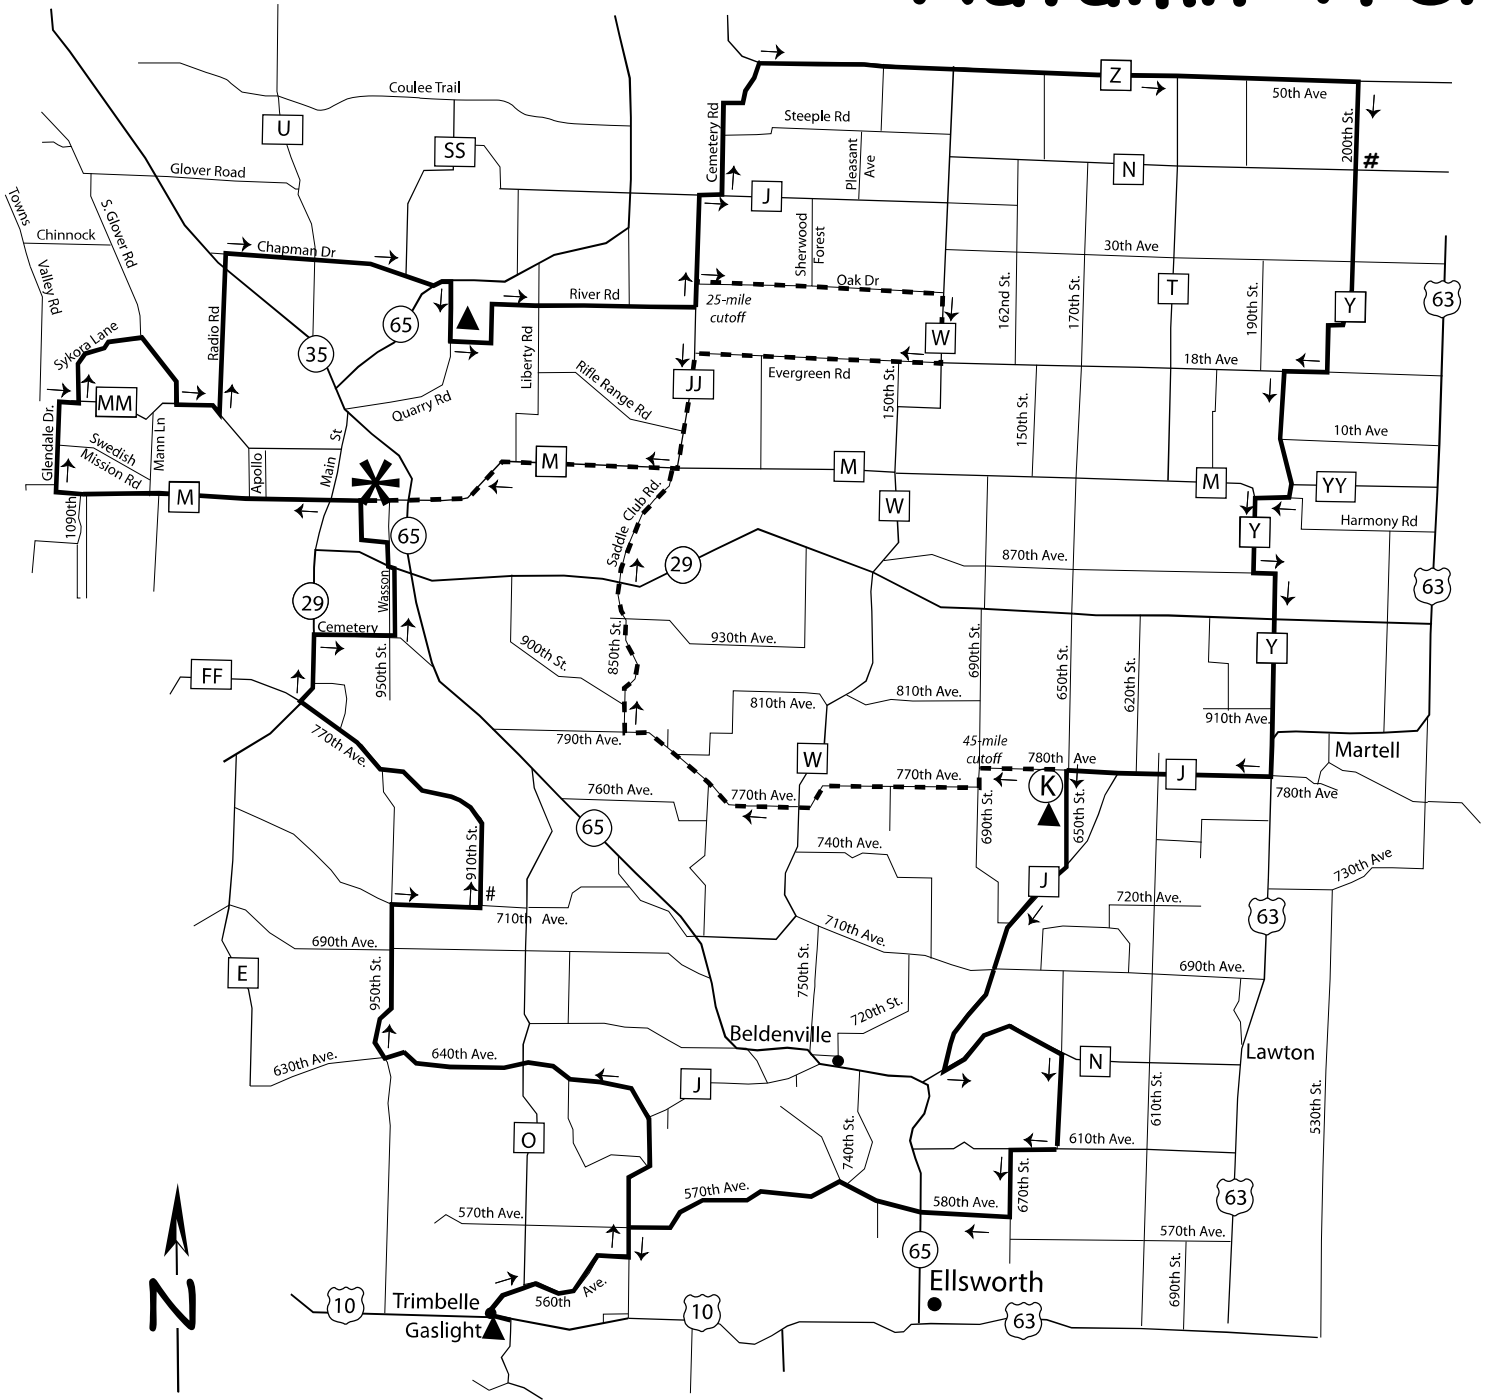 Z
50th Ave
200th St.
#
Coulee Trail
U
SS
Cemetery Rd
Steeple Rd
Pleasant
Ave
N
Glover Road
J
Towns
Valley Rd
Chinnock
S. Glover Rd
Chapman Dr
Sherwood
Forest
30th Ave
162nd St.
170th St.
T
190th St.
Y
63
Oak Dr
25-mile
cutoff
River Rd
65
35
Radio Rd
Sykora Lane
Liberty Rd
W
18th Ave
Evergreen Rd
JJ
Rifle Range Rd
Quarry Rd
150th St.
150th St.
MM
Glendale Dr.
Swedish
Mission Rd
Mann Ln
Apollo
Main St
10th Ave
M
M
M
M
YY
1090th
Saddle Club Rd.
W
Harmony Rd
65
Y
29
870th Ave.
63
Wasson
29
Cemetery
950th St.
900th St.
850th St.
930th Ave.
690th St.
650th St.
620th St.
Y
FF
810th Ave.
810th Ave.
910th Ave.
770th Ave.
790th Ave.
W
45-mile
cutoff
780th Ave
J
Martell
780th Ave
K
770th Ave.
770th Ave.
760th Ave.
65
690th St.
650th St.
910th St.
#
740th Ave.
730th Ave
J
720th Ave.
710th Ave.
710th Ave.
63
690th Ave.
E
950th St.
750th St.
690th Ave.
720th St.
Beldenville
640th Ave.
630th Ave.
J
N
Lawton
610th St.
530th St.
O
740th St.
610th Ave.
670th St.
570th Ave.
580th Ave.
63
570th Ave.
570th Ave.
65
690th St.
Ellsworth
560th Ave.
Trimbelle
Gaslight
10
10
63
N